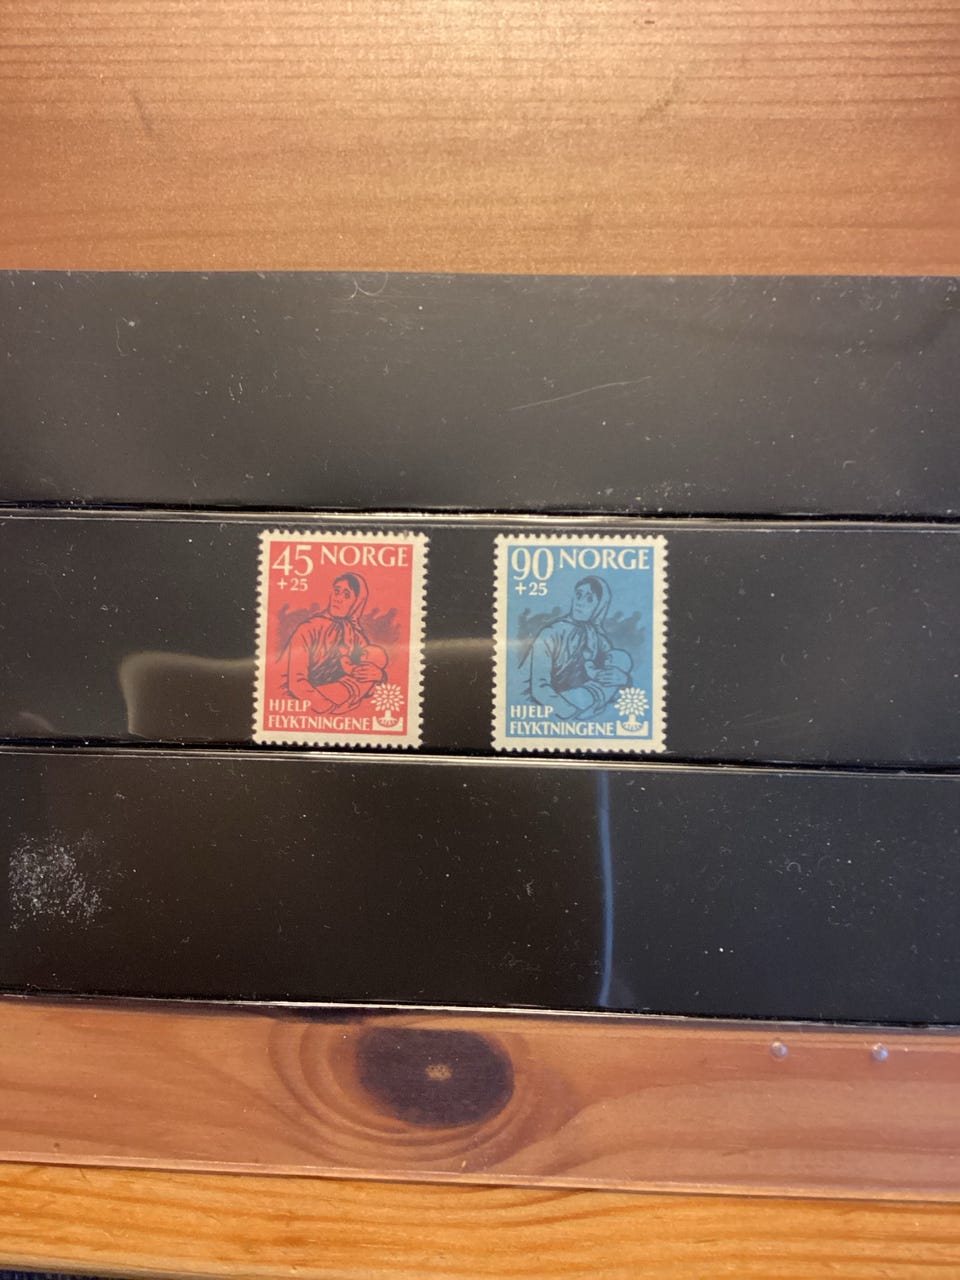 45 NORGE
+25
HJELP
FLYKTNINGENE
90 NORGE
+25
HJELP
FLYKTNINGENE